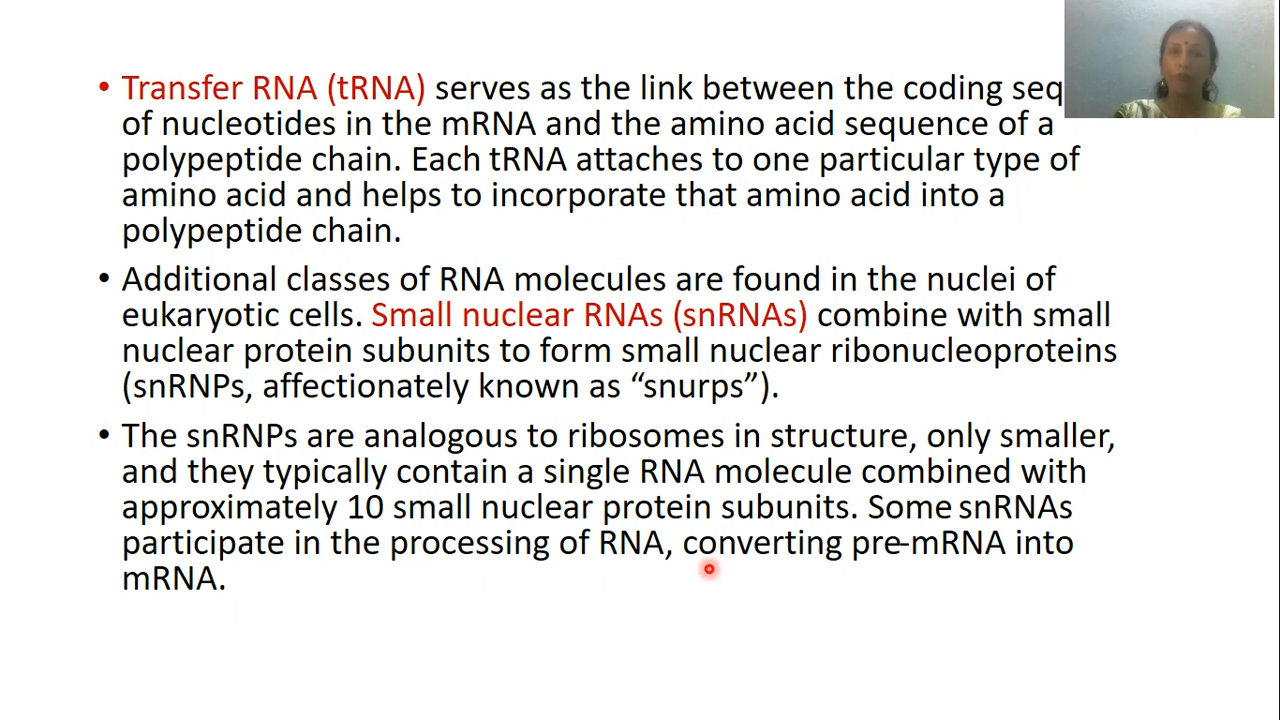 • Transfer RNA (tRNA) serves as the link between the coding seq
of nucleotides in the mRNA and the amino acid sequence of a
polypeptide chain. Each tRNA attaches to one particular type of
amino acid and helps to incorporate that amino acid into a
polypeptide chain.
• Additional classes of RNA molecules are found in the nuclei of
eukaryotic cells. Small nuclear RNAs (snRNAs) combine with small
nuclear protein subunits to form small nuclear ribonucleoproteins
(snRNPs, affectionately known as “snurps”).
• The snRNPs are analogous to ribosomes in structure, only smaller,
and they typically contain a single RNA molecule combined with
approximately 10 small nuclear protein subunits. Some snRNAs
participate in the processing of RNA, converting pre-mRNA into
mRNA.